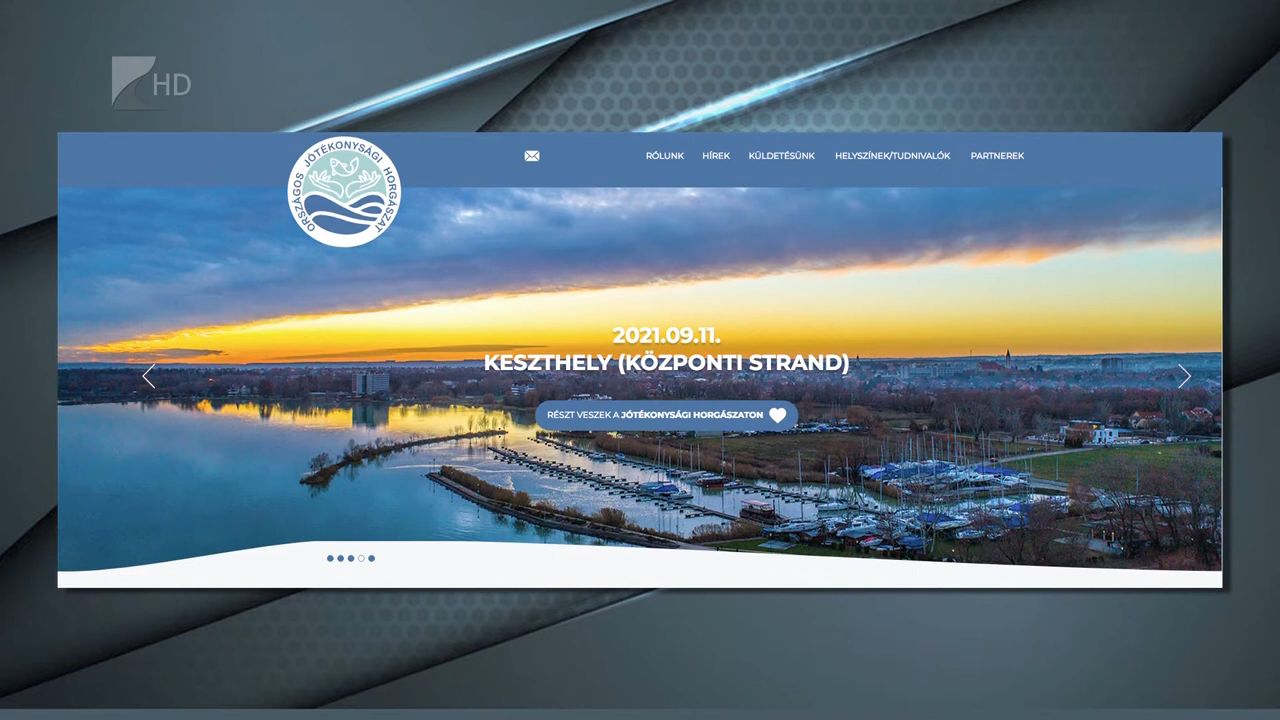 HD
ORSZÁGOS JÓTÉKONYSÁGI HORGÁSZAT
RÓLUNK HÍREK KÜLDETÉSÜNK HELYSZÍNEK/TUDNIVALÓK PARTNEREK
2021.09.11.
KESZTHELY (KÖZPONTI STRAND)
RÉSZT VESZEK A JÓTÉKONYSÁGI HORGÁSZATON